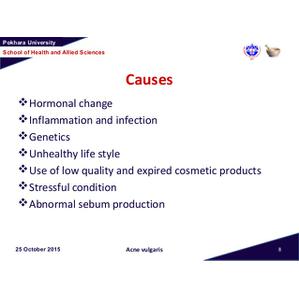 Pokhara University
School of Health and Allied Sciences
Causes
Hormonal change
Inflammation and infection
Genetics
Unhealthy life style
Use of low quality and expired cosmetic products
Stressful condition
Abnormal sebum production
25 October 2015 Acne vulgaris 8